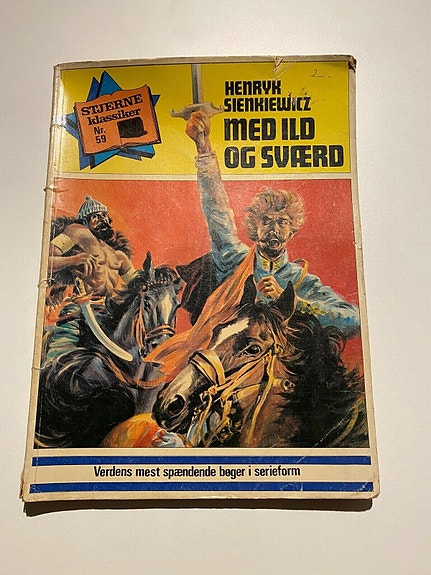 STJERNE
klassiker
Nr.
59
HENRYK
SIENKIEWICZ
MED ILD
OG SVÆRD
Verdens mest spændende bøger i serieform